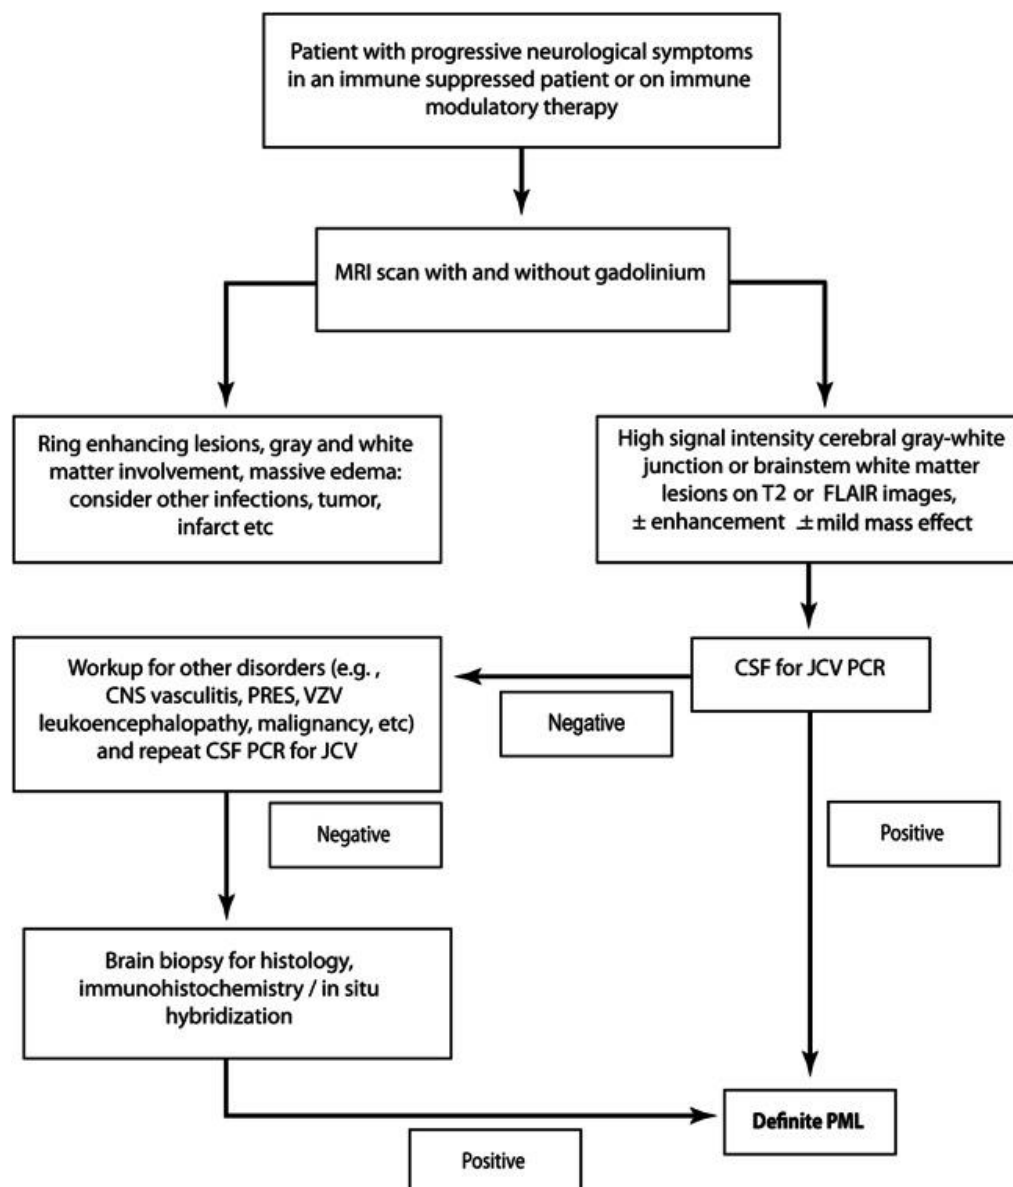 Patient with progressive neurological symptoms
in an immune suppressed patient or on immune
modulatory therapy
MRI scan with and without gadolinium
Ring enhancing lesions, gray and white
matter involvement, massive edema:
consider other infections, tumor,
infarct etc
High signal intensity cerebral gray-white
junction or brainstem white matter
lesions on T2 or FLAIR images,
± enhancement ±mild mass effect
CSF for JCV PCR
Negative
Workup for other disorders (e.g. ,
CNS vasculitis, PRES, VZV
leukoencephalopathy, malignancy, etc)
and repeat CSF PCR for JCV
Negative
Positive
Brain biopsy for histology,
immunohistochemistry / in situ
hybridization
Definite PML
Positive